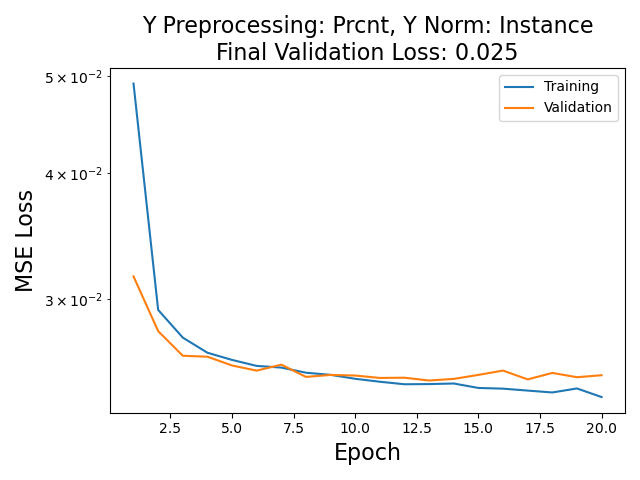 Y Preprocessing: Prcnt, Y Norm: Instance
Final Validation Loss: 0.025
Training
Validation
5 × 10⁻²
4 × 10⁻²
3 × 10⁻²
MSE Loss
2.5 5.0 7.5 10.0 12.5 15.0 17.5 20.0
Epoch